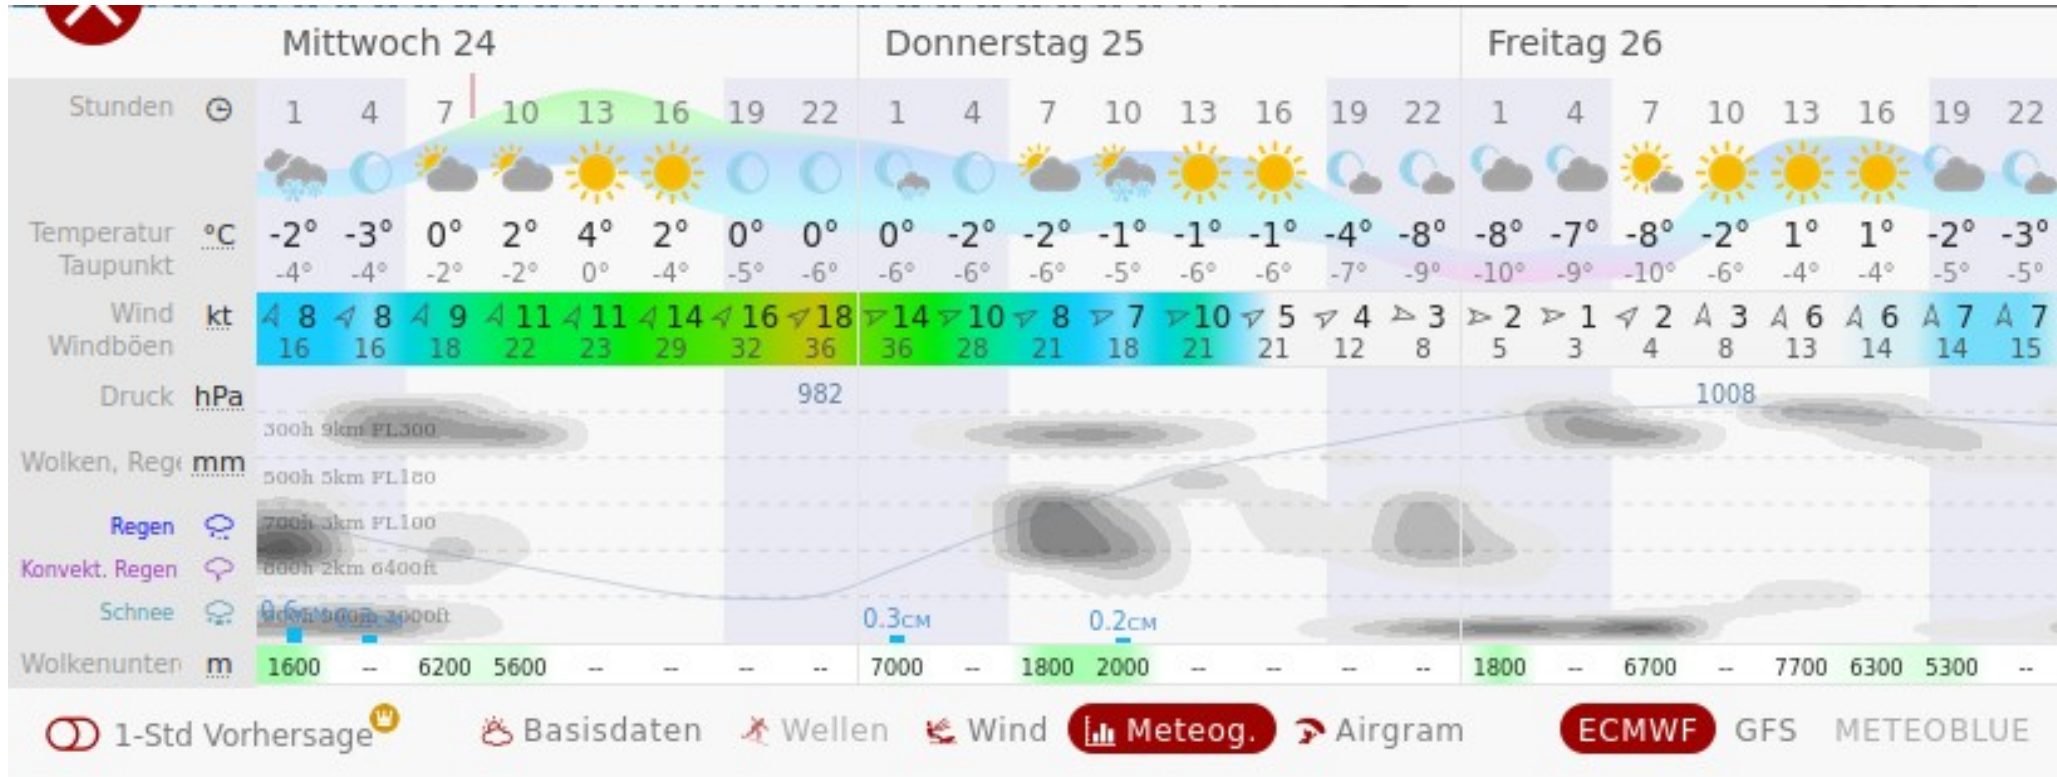 Mittwoch 24 Donnerstag 25 Freitag 26
Stunden 1 4 7 10 13 16 19 22 1 4 7 10 13 16 19 22 1 4 7 10 13 16 19 22
Temperatur °C -2° -3° 0° 2° 4° 2° 0° 0° 0° -2° -2° -1° -1° -1° -4° -8° -8° -7° -8° -2° 1° 1° -2° -3°
Taupunkt -4° -4° -2° -2° 0° -4° -5° -6° -6° -6° -6° -5° -6° -6° -7° -9° -10° -9° -10° -6° -4° -4° -5° -5°
Wind kt 8 8 9 11 11 14 16 18 14 10 8 7 10 5 4 3 2 1 2 3 6 6 7 7
Windböen 16 16 18 22 23 29 32 36 36 28 21 18 21 21 12 8 5 3 4 8 13 14 14 15
Druck hPa 982 1008
300h 9km FL300
Wolken, Reg mm
500h 5km FL180
Regen 700h 3km FL100
Konvekt. Regen 800h 2km 6400ft
Schnee 900h 900m 3000ft 0.3CM 0.2CM
Wolkenunter m 1600 -- 6200 5600 -- -- -- -- 7000 -- 1800 2000 -- -- -- -- 1800 -- 6700 -- 7700 6300 5300 --
1-Std Vorhersage Basisdaten Wellen Wind Meteog. Airgram ECMWF GFS METEOBLUE